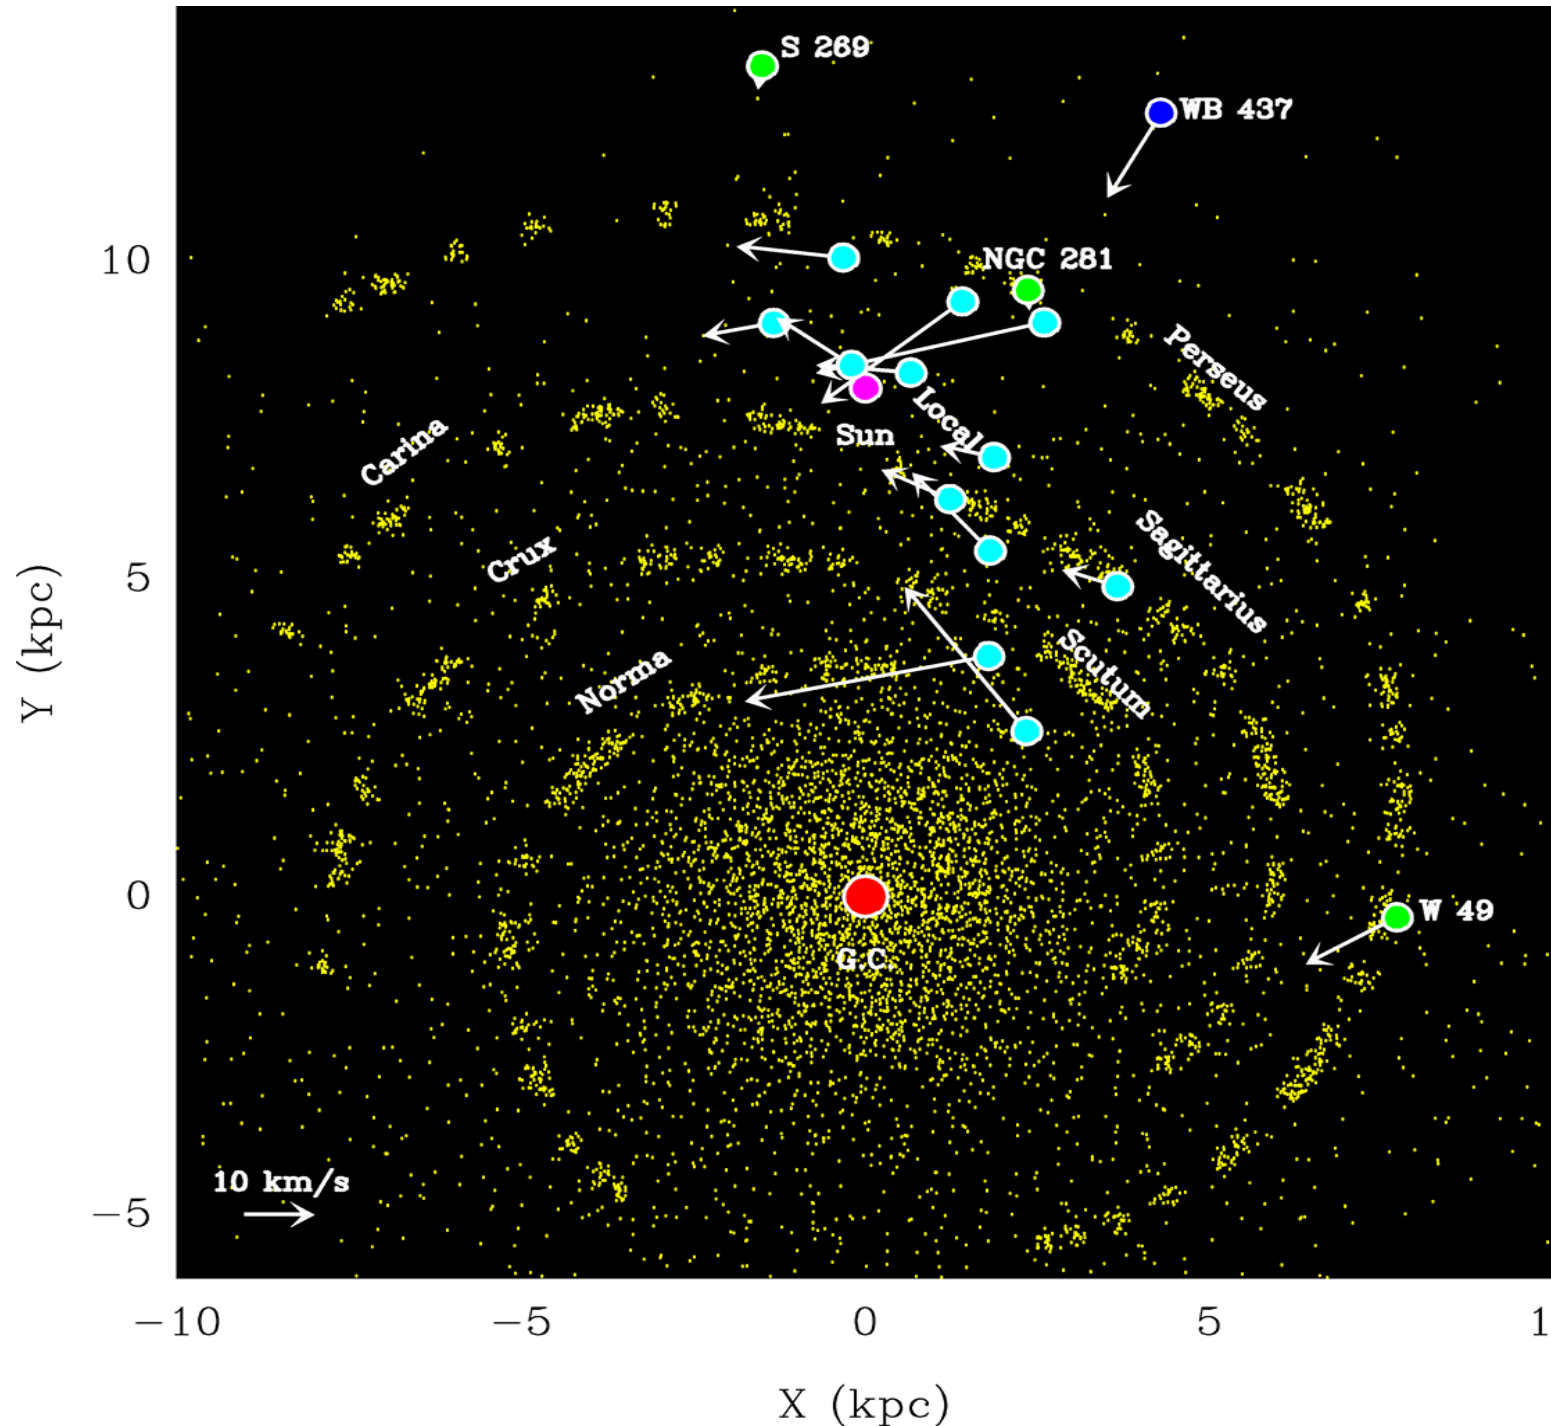 S 269
WB 437
10
NGC 281
Perseus
Local
Sun
Carina
Sagittarius
Crux
5
Y (kpc)
Scutum
Norma
0
W 49
G.C.
10 km/s
−5
−10
−5
0
5
1
X (kpc)